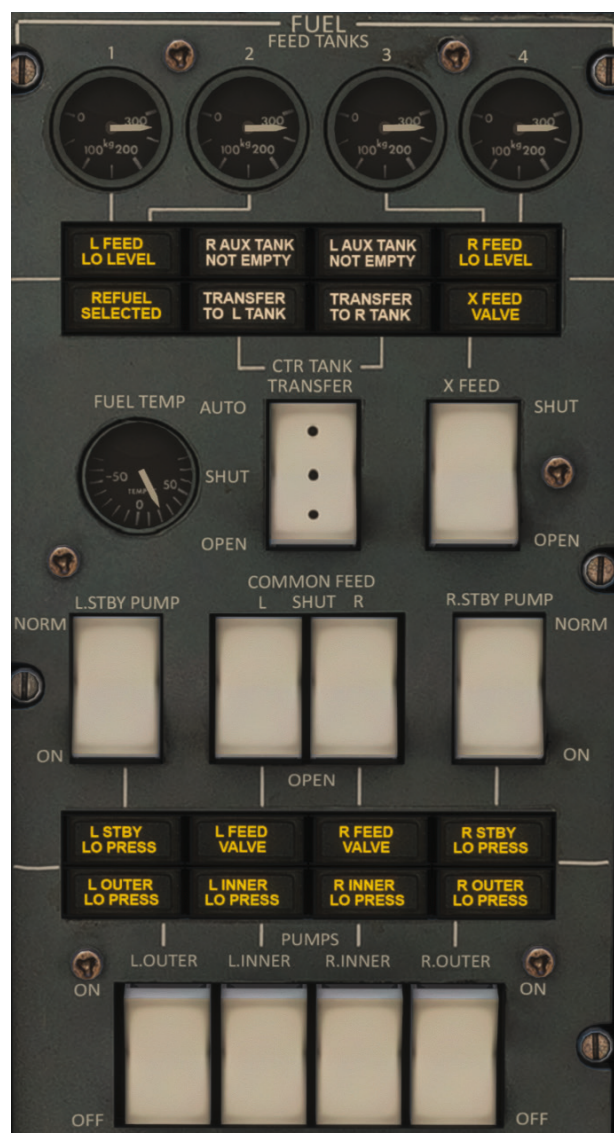 FUEL
FEED TANKS
1 2 3 4
0 300 0 300 0 300 0 300
kg kg kg kg
100 200 100 200 100 200 100 200
L FEED LO LEVEL
R AUX TANK NOT EMPTY
L AUX TANK NOT EMPTY
R FEED LO LEVEL
REFUEL SELECTED
TRANSFER TO L TANK
TRANSFER TO R TANK
X FEED VALVE
CTR TANK
TRANSFER
X FEED
FUEL TEMP
AUTO
SHUT
-50
50
TEMP
0
SHUT
OPEN
OPEN
COMMON FEED
L.STBY PUMP
L SHUT R
R.STBY PUMP
NORM
NORM
ON
ON
OPEN
L STBY LO PRESS
L FEED VALVE
R FEED VALVE
R STBY LO PRESS
L OUTER LO PRESS
L INNER LO PRESS
R INNER LO PRESS
R OUTER LO PRESS
PUMPS
L.OUTER L.INNER R.INNER R.OUTER
ON
ON
OFF
OFF